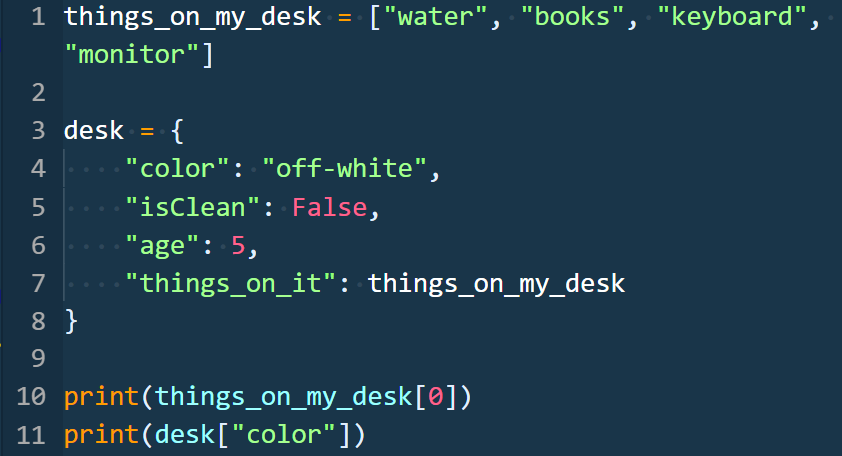 1 things_on_my_desk = ["water", "books", "keyboard",
"monitor"]
2
3 desk = {
4     "color": "off-white",
5     "isClean": False,
6     "age": 5,
7     "things_on_it": things_on_my_desk
8 }
9
10 print(things_on_my_desk[0])
11 print(desk["color"])